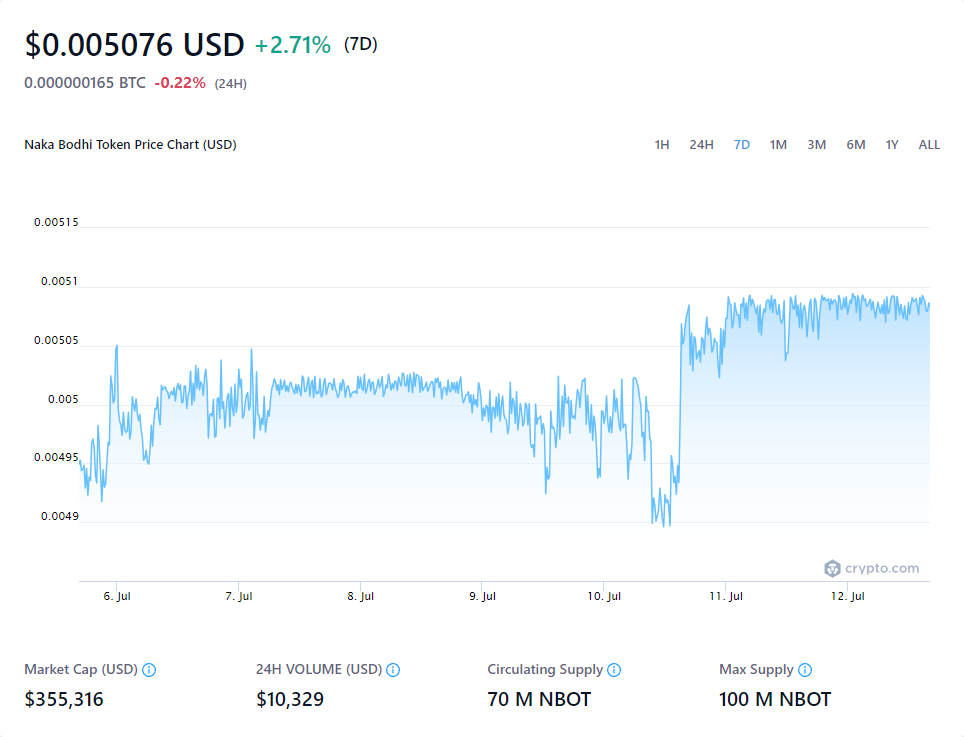 $0.005076 USD +2.71% (7D)
0.000000165 BTC -0.22% (24H)
Naka Bodhi Token Price Chart (USD) 1H 24H 7D 1M 3M 6M 1Y ALL
0.00515
0.0051
0.00505
0.005
0.00495
0.0049
crypto.com
6. Jul 7. Jul 8. Jul 9. Jul 10. Jul 11. Jul 12. Jul
Market Cap (USD) 24H VOLUME (USD) Circulating Supply Max Supply
$355,316 $10,329 70 M NBOT 100 M NBOT